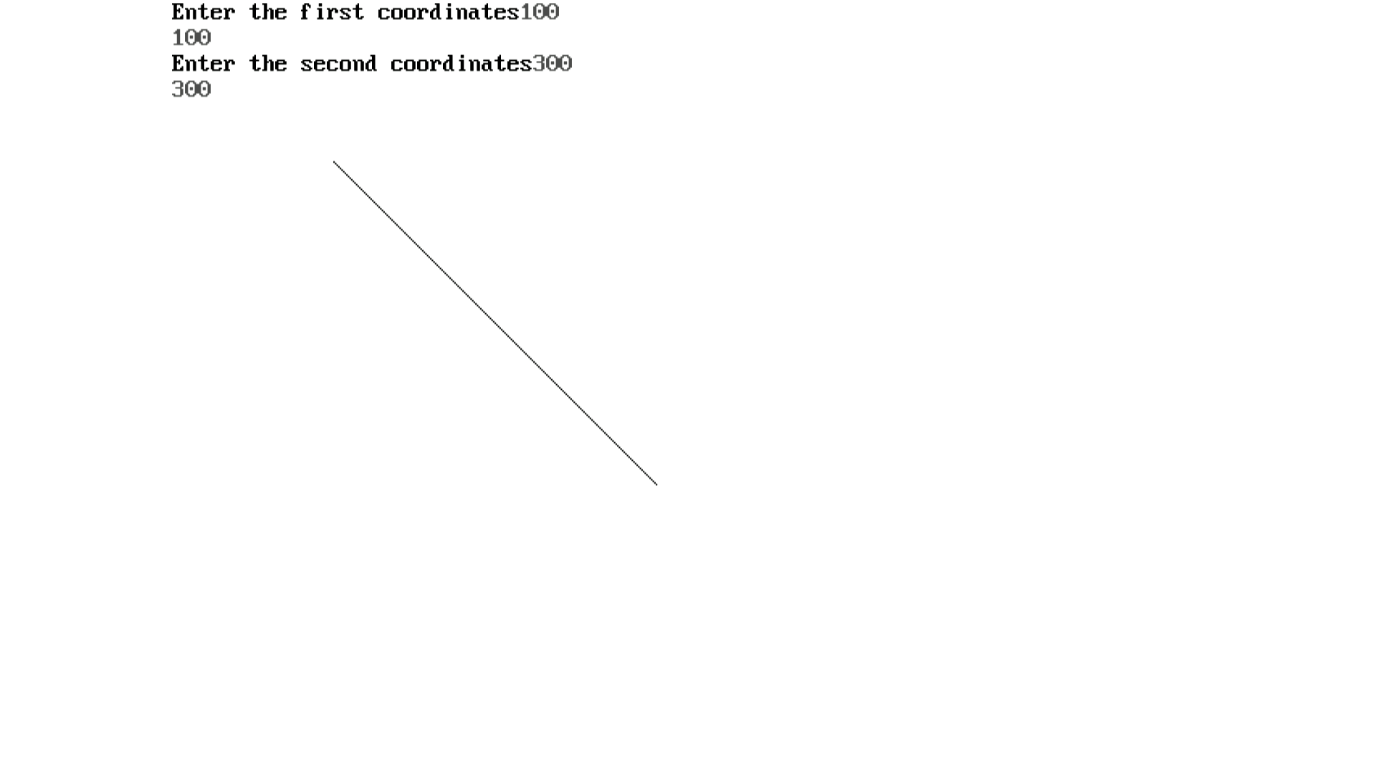 Enter the first coordinates100
100
Enter the second coordinates300
300